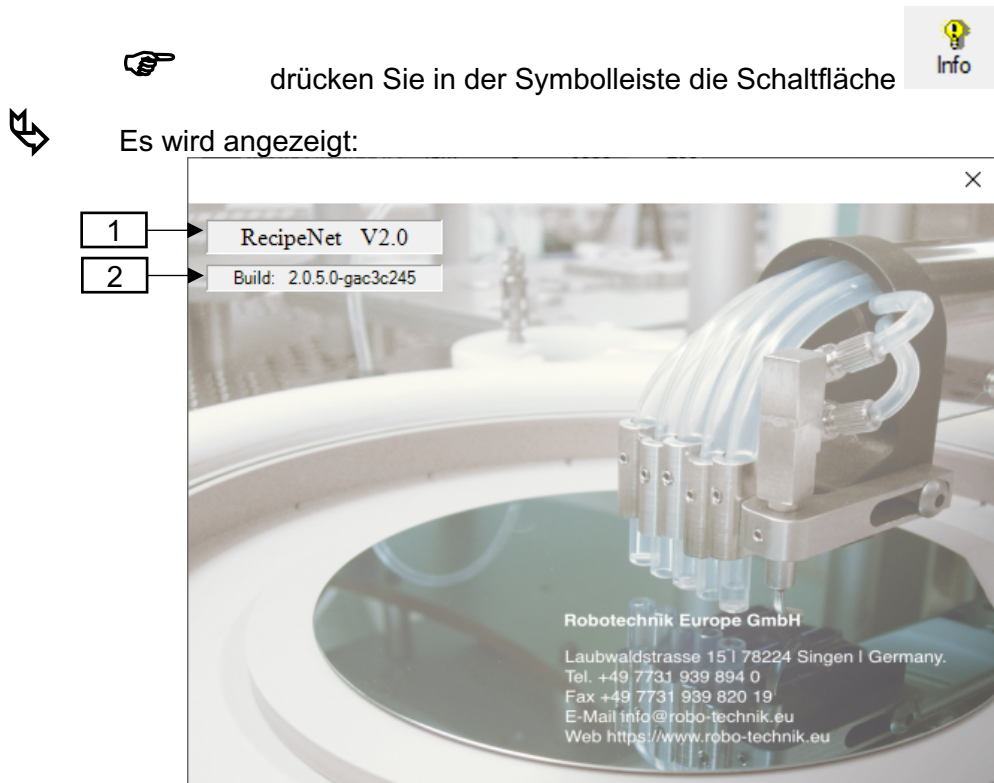 Info
drücken Sie in der Symbolleiste die Schaltfläche
Es wird angezeigt:
1
RecipeNet V2.0
2
Build: 2.0.5.0-gac3c245
Robotechnik Europe GmbH
Laubwaldstrasse 15 I 78224 Singen I Germany.
Tel. +49 7731 939 894 0
Fax +49 7731 939 820 19
E-Mail info@robo-technik.eu
Web https://www.robo-technik.eu